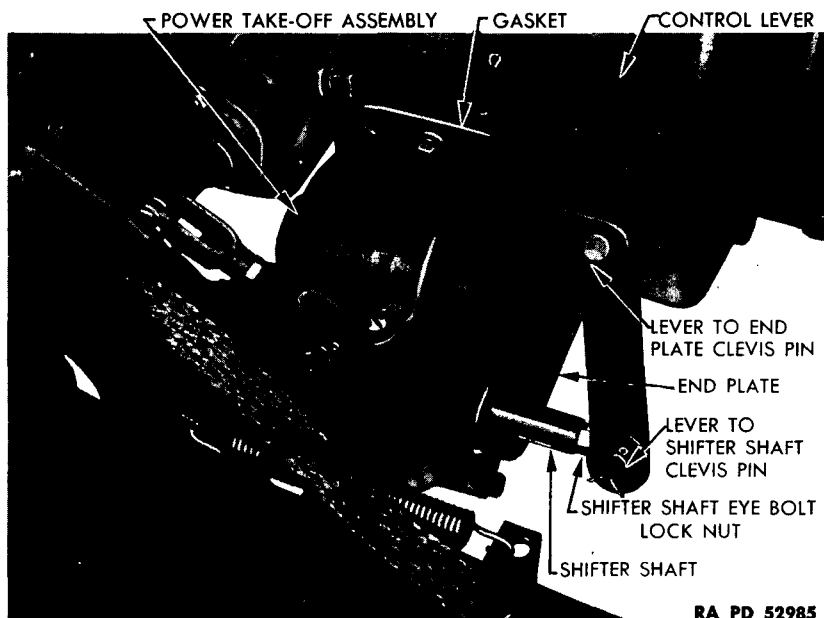 POWER TAKE-OFF ASSEMBLY
GASKET
CONTROL LEVER
LEVER TO END
PLATE CLEVIS PIN
END PLATE
LEVER TO
SHIFTER SHAFT
CLEVIS PIN
SHIFTER SHAFT EYE BOLT
LOCK NUT
SHIFTER SHAFT
RA PD 52985